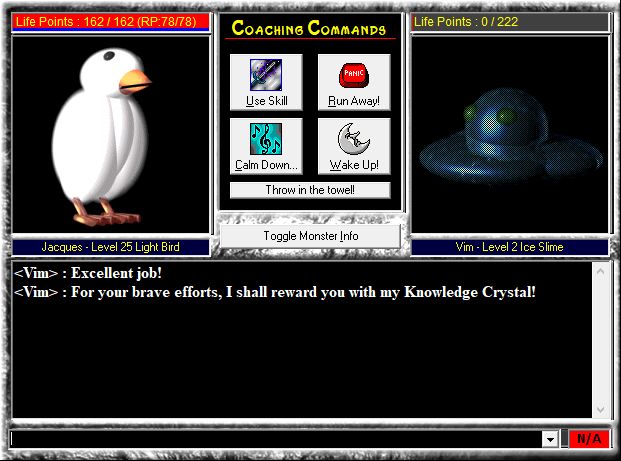 Life Points : 162 / 162 (RP:78/78)
Coaching Commands
Life Points : 0 / 222
Use Skill
PANIC
Run Away!
Calm Down...
Wake Up!
Throw in the towel!
Toggle Monster Info
Jacques - Level 25 Light Bird
Vim - Level 2 Ice Slime
<Vim> : Excellent job!
<Vim> : For your brave efforts, I shall reward you with my Knowledge Crystal!
N/A